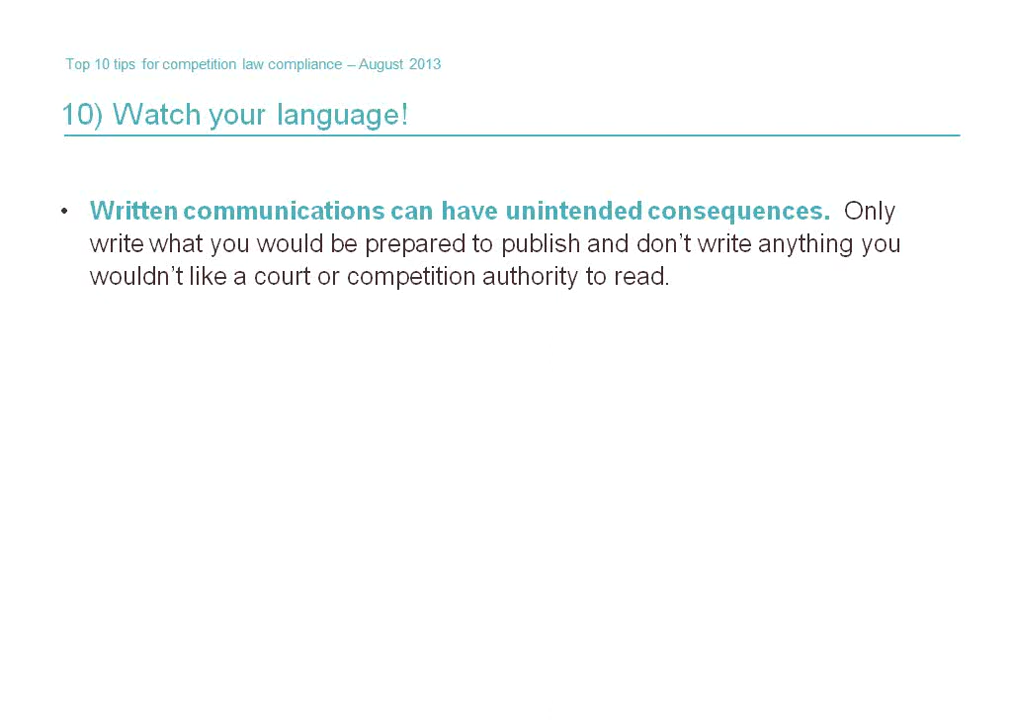 Top 10 tips for competition law compliance – August 2013
10) Watch your language!
• Written communications can have unintended consequences. Only
write what you would be prepared to publish and don’t write anything you
wouldn’t like a court or competition authority to read.